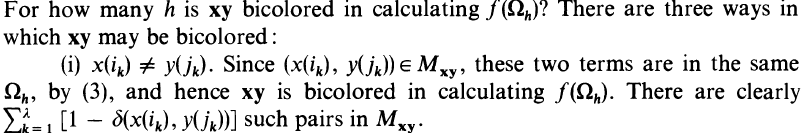 For how many h is xy bicolored in calculating f(Ωₕ)? There are three ways in
which xy may be bicolored:
(i) x(iₖ) ≠ y(jₖ). Since (x(iₖ), y(jₖ)) ∈ M_xy, these two terms are in the same
Ωₕ, by (3), and hence xy is bicolored in calculating f(Ωₕ). There are clearly
∑_{k=1}^{λ} [1 − δ(x(iₖ), y(jₖ))] such pairs in M_xy.